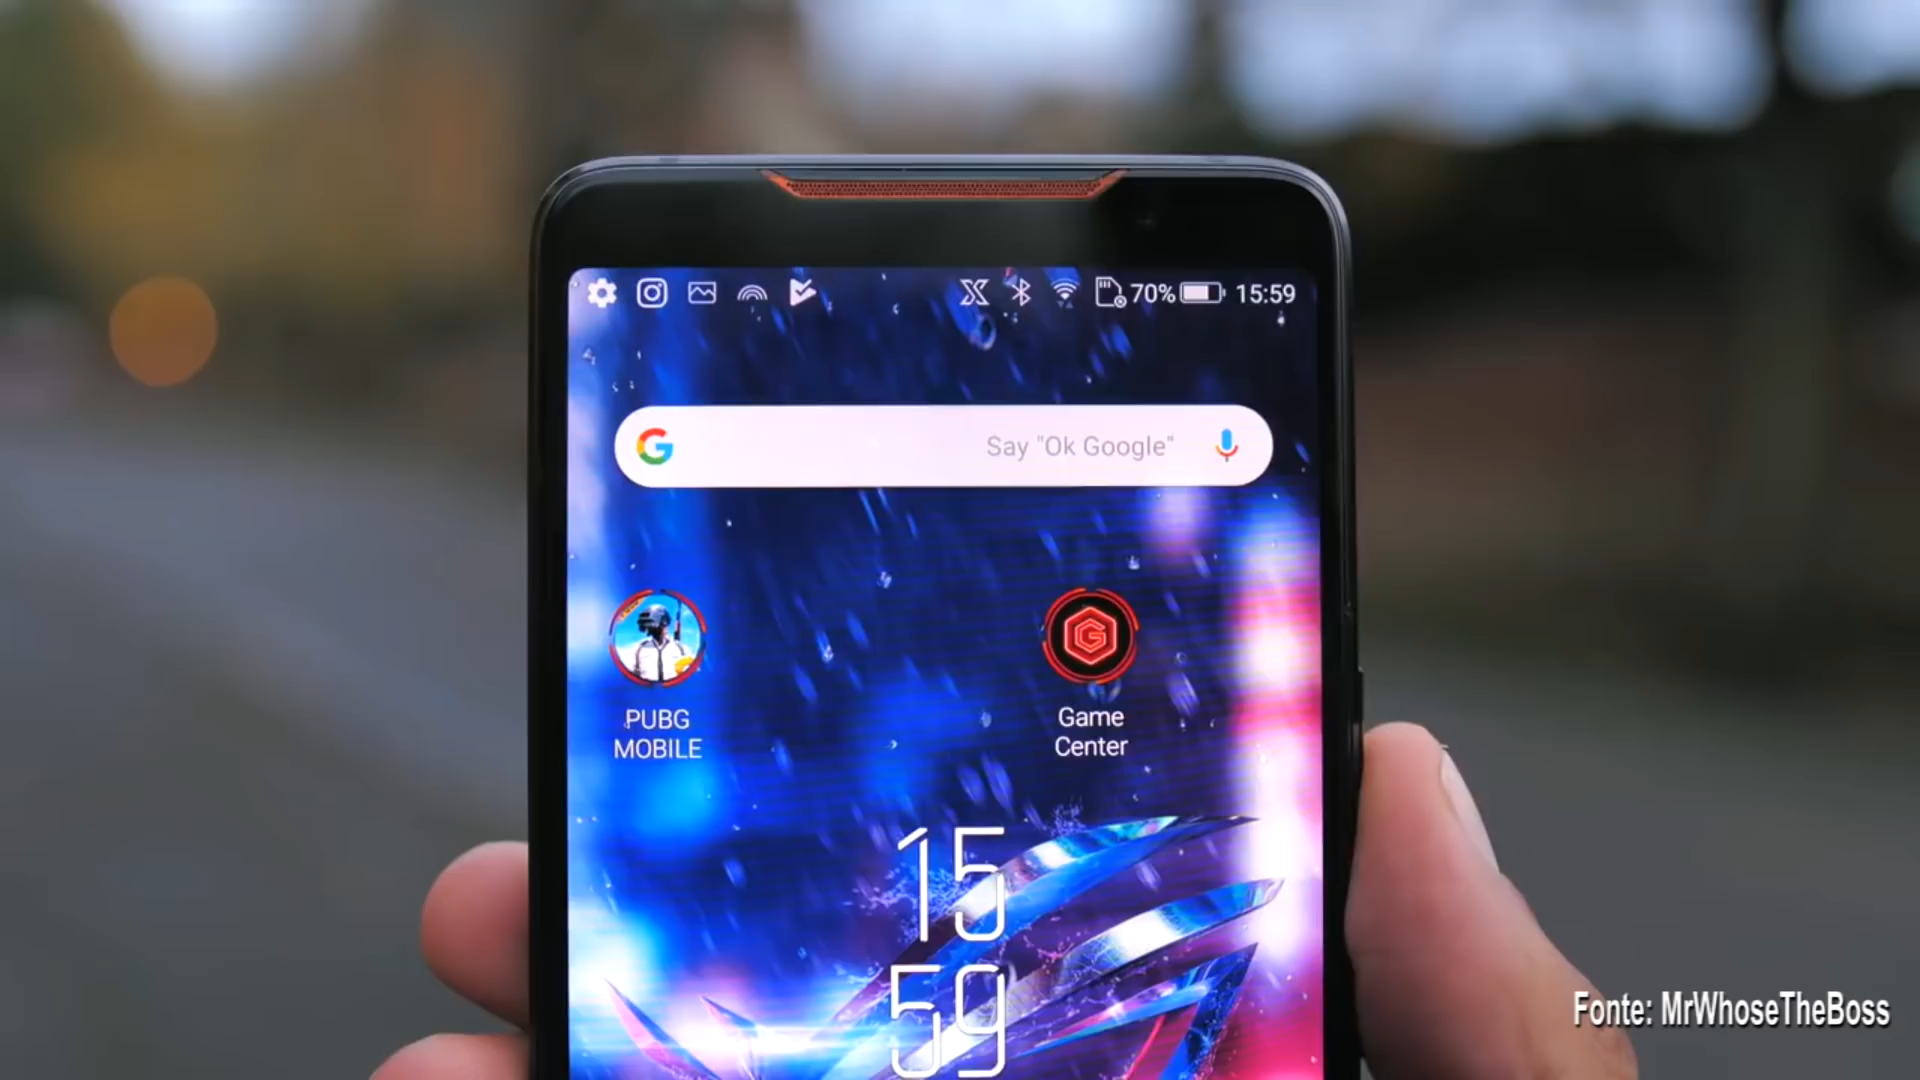 70% 15:59
Say "Ok Google"
PUBG
MOBILE
Game
Center
15
59
Fonte: MrWhoseTheBoss